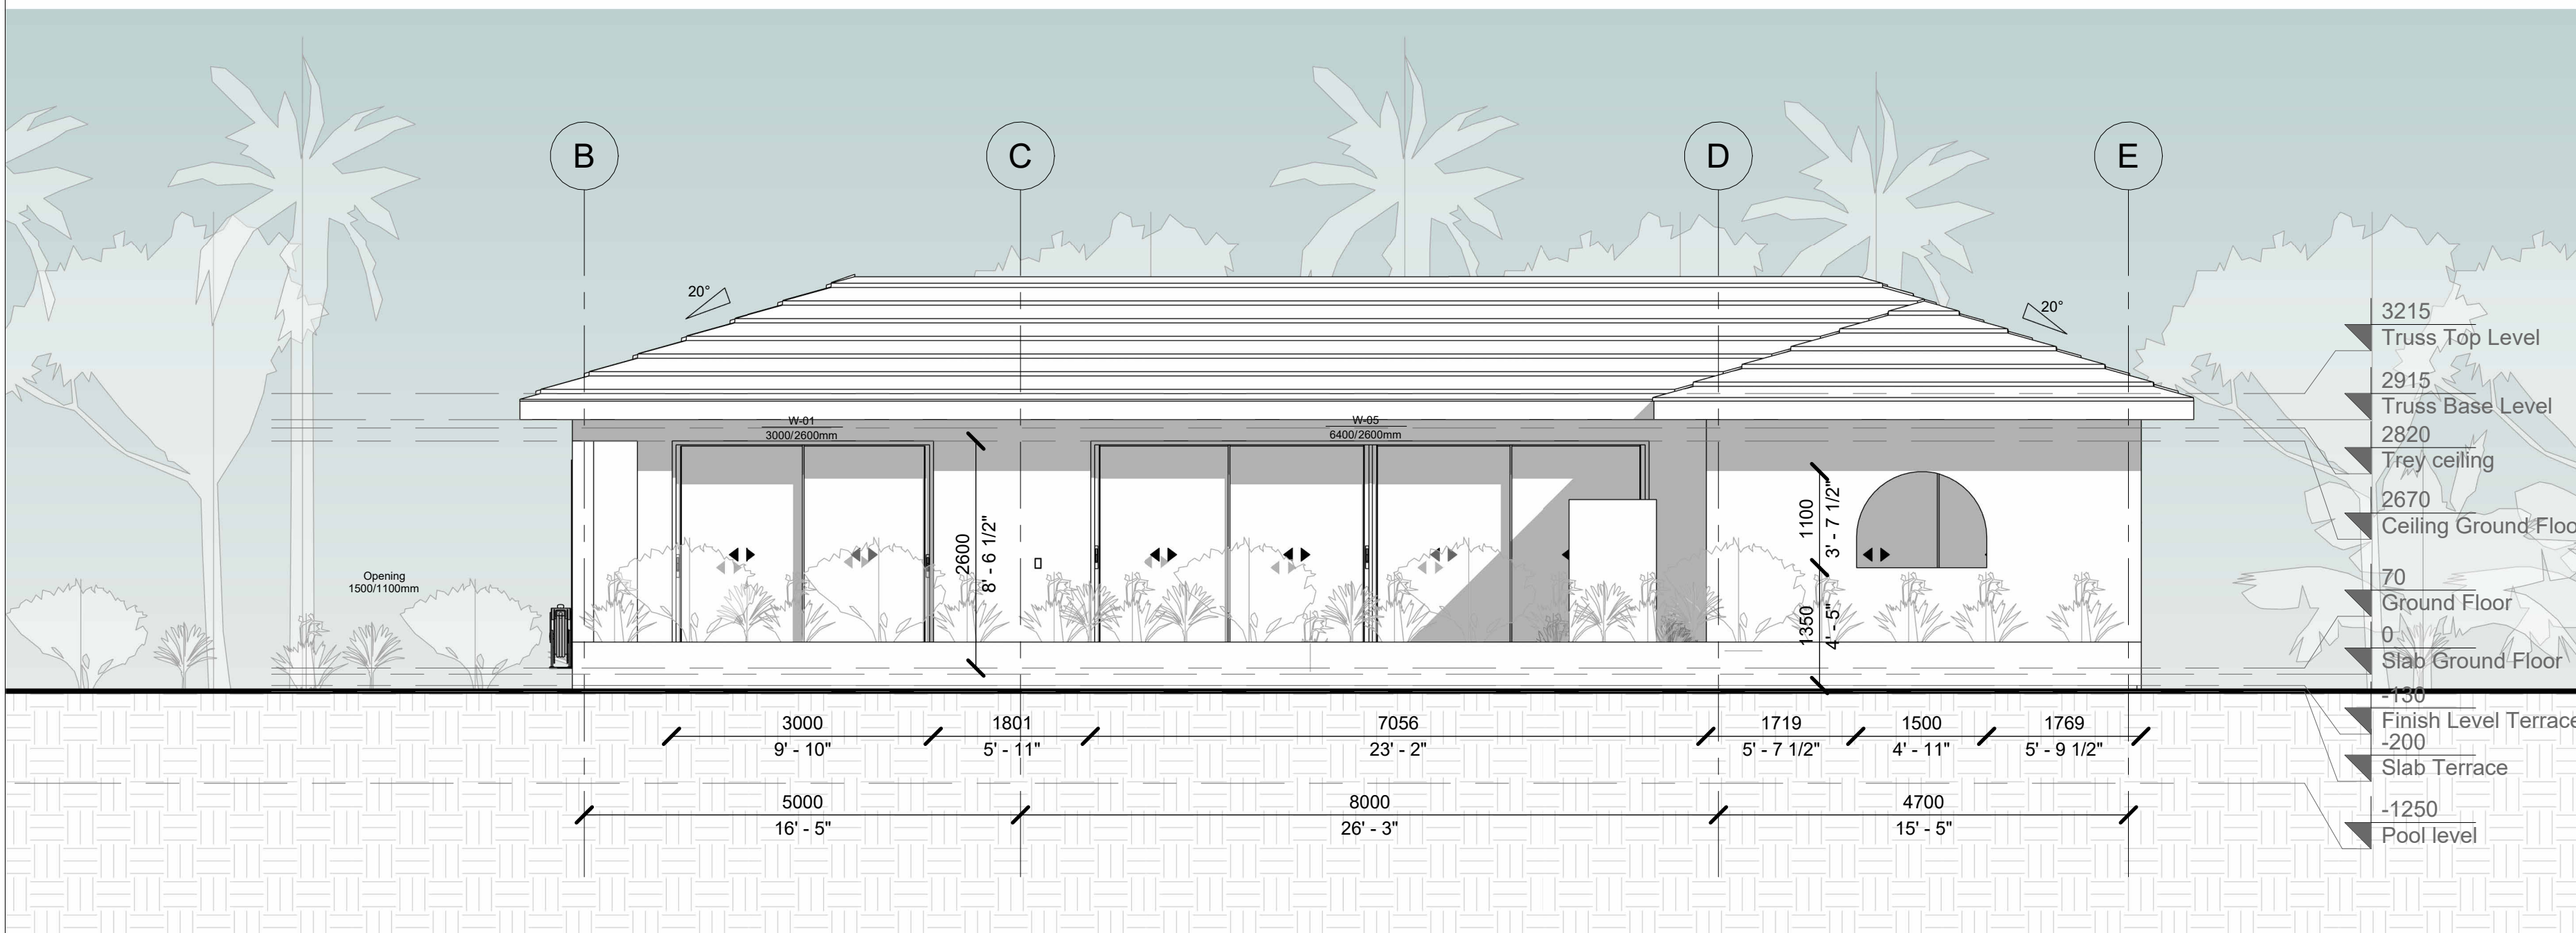 B
C
D
E
20°
20°
3215
Truss Top Level
2915
Truss Base Level
2820
Trey ceiling
2670
Ceiling Ground Floo
70
Ground Floor
0
Slab Ground Floor
-130
Finish Level Terrace
-200
Slab Terrace
-1250
Pool level
W-01
3000/2600mm
W-05
6400/2600mm
2600
8' - 6 1/2"
1100
3' - 7 1/2"
1350
4' - 5"
Opening
1500/1100mm
3000
9' - 10"
1801
5' - 11"
7056
23' - 2"
1719
5' - 7 1/2"
1500
4' - 11"
1769
5' - 9 1/2"
5000
16' - 5"
8000
26' - 3"
4700
15' - 5"